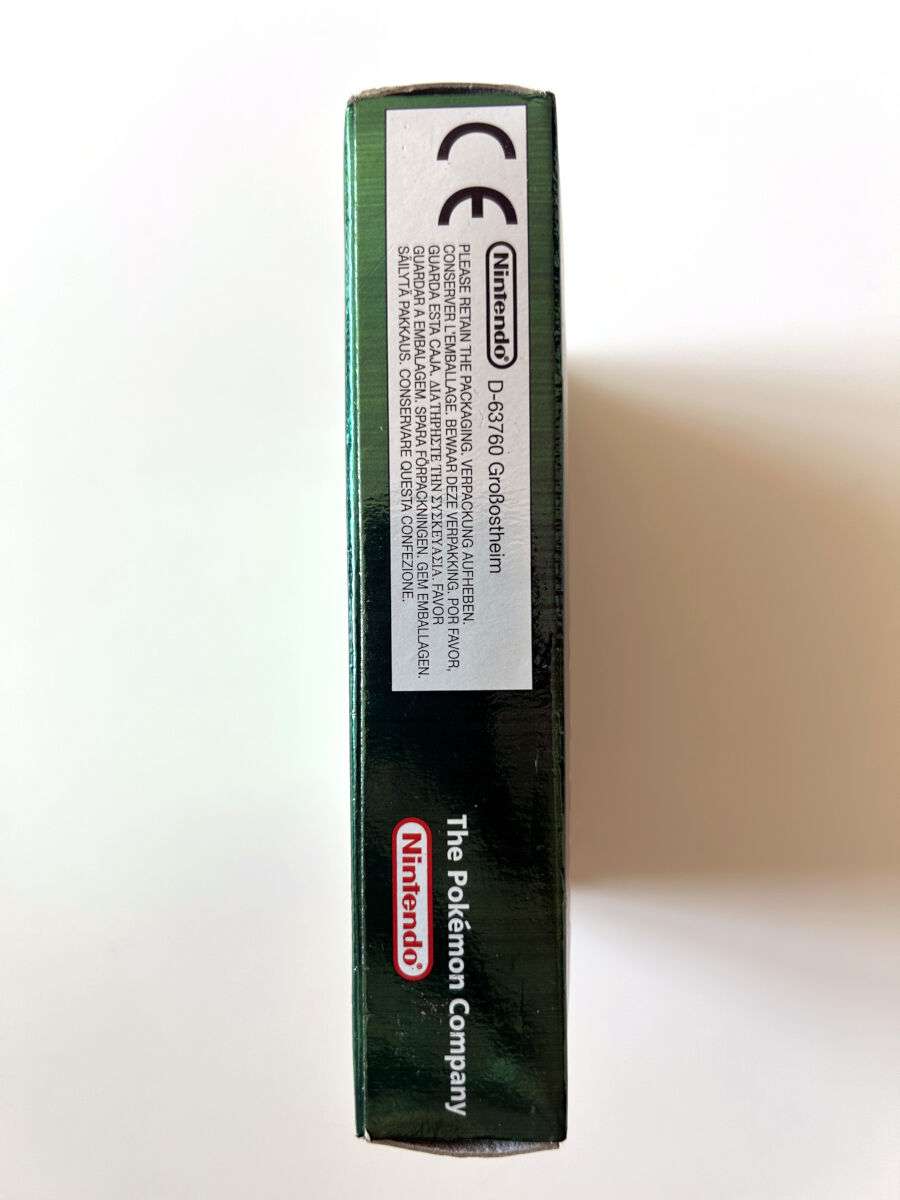 CE
Nintendo® D-63760 Großostheim
PLEASE RETAIN THE PACKAGING. VERPACKUNG AUFHEBEN.
CONSERVER L'EMBALLAGE. BEWAAR DEZE VERPAKKING. POR FAVOR,
GUARDA ESTA CAJA. ΔΙΑΤΗΡΗΣΤΕ ΤΗΝ ΣΥΣΚΕΥΑΣΙΑ. FAVOR
GUARDAR A EMBALAGEM. SPARA FÖRPACKNINGEN. GEM EMBALLAGEN.
SÄILYTÄ PAKKAUS. CONSERVARE QUESTA CONFEZIONE.
The Pokémon Company
Nintendo®